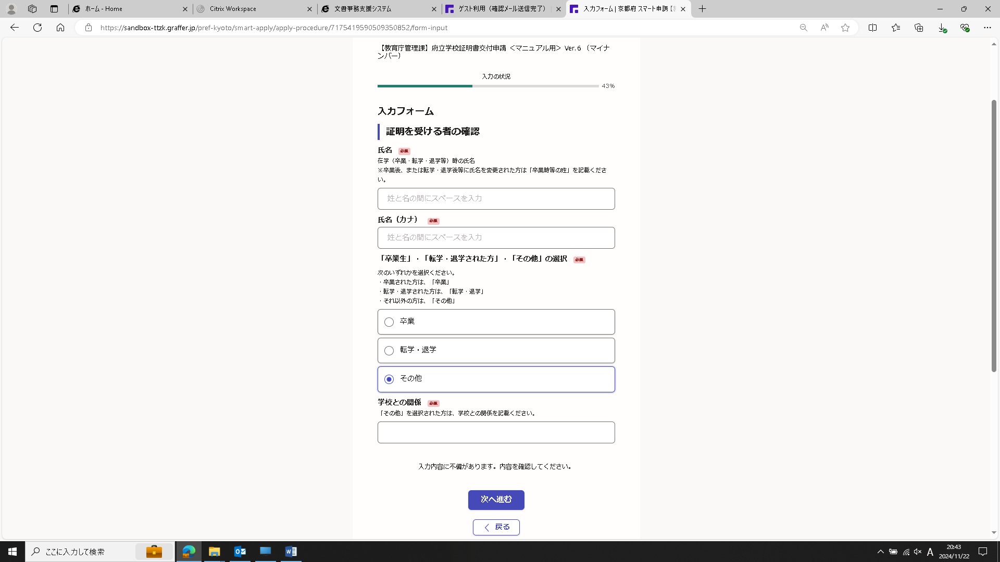 ホーム - Home
Citrix Workspace
文書事務支援システム
ゲスト利用（確認メール送信完了）
入力フォーム | 京都府 スマート申請
https://sandbox-ttzk.graffer.jp/pref-kyoto/smart-apply/apply-procedure/7175419590509350852/form-input
【教育庁管理課】府立学校証明書交付申請 ＜マニュアル用＞ Ver.6 （マイナ
ンバー）
入力の状況
43%
入力フォーム
証明を受ける者の確認
氏名 必須
在学（卒業・転学・退学等）時の氏名
※卒業後、または転学・退学後等に氏名を変更された方は「卒業時等の姓」を記載くださ
い。
姓と名の間にスペースを入力
氏名（カナ） 必須
姓と名の間にスペースを入力
「卒業生」・「転学・退学された方」・「その他」の選択 必須
次のいずれかを選択ください。
・卒業された方は、「卒業」
・転学・退学された方は、「転学・退学」
・それ以外の方は、「その他」
卒業
転学・退学
その他
学校との関係 必須
「その他」を選択された方は、学校との関係を記載ください。
入力内容に不備があります。内容を確認してください。
次へ進む
戻る
ここに入力して検索
A
20:43
2024/11/22